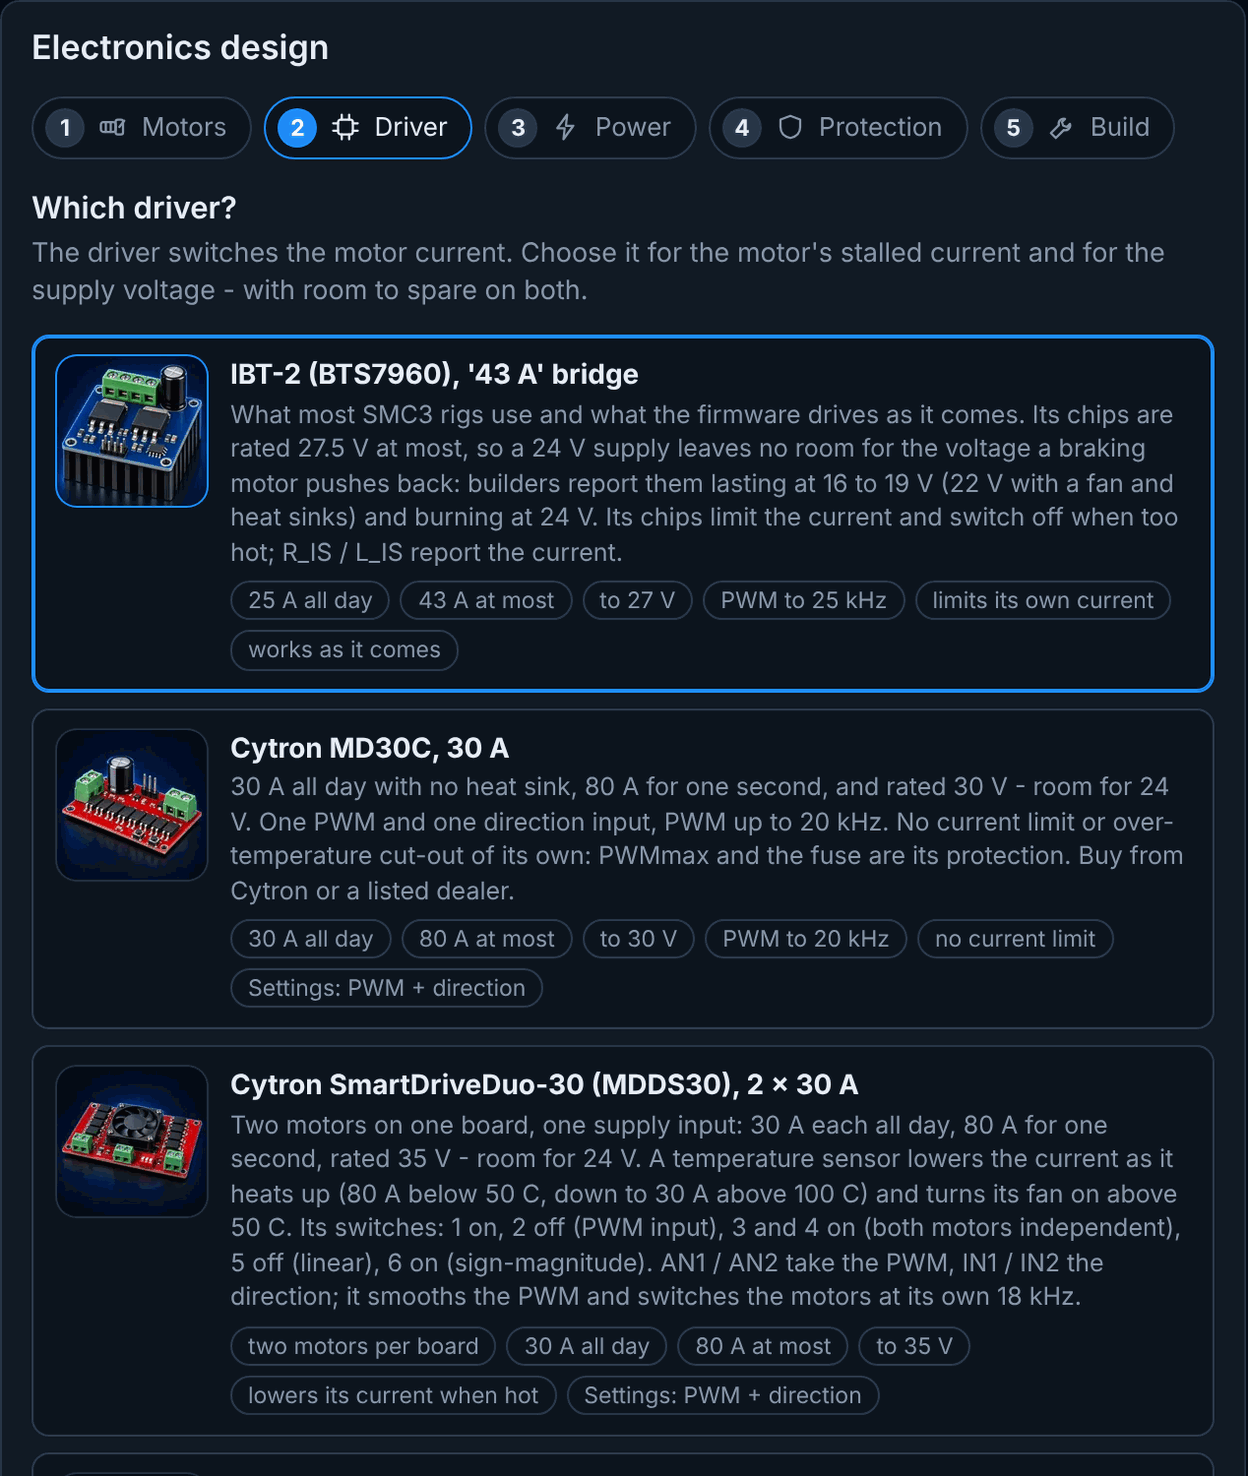 Electronics design
1 Motors
2 Driver
3 Power
4 Protection
5 Build
Which driver?
The driver switches the motor current. Choose it for the motor's stalled current and for the
supply voltage - with room to spare on both.
IBT-2 (BTS7960), '43 A' bridge
What most SMC3 rigs use and what the firmware drives as it comes. Its chips are
rated 27.5 V at most, so a 24 V supply leaves no room for the voltage a braking
motor pushes back: builders report them lasting at 16 to 19 V (22 V with a fan and
heat sinks) and burning at 24 V. Its chips limit the current and switch off when too
hot; R_IS / L_IS report the current.
25 A all day
43 A at most
to 27 V
PWM to 25 kHz
limits its own current
works as it comes
Cytron MD30C, 30 A
30 A all day with no heat sink, 80 A for one second, and rated 30 V - room for 24
V. One PWM and one direction input, PWM up to 20 kHz. No current limit or over-
temperature cut-out of its own: PWMmax and the fuse are its protection. Buy from
Cytron or a listed dealer.
30 A all day
80 A at most
to 30 V
PWM to 20 kHz
no current limit
Settings: PWM + direction
Cytron SmartDriveDuo-30 (MDDS30), 2 × 30 A
Two motors on one board, one supply input: 30 A each all day, 80 A for one
second, rated 35 V - room for 24 V. A temperature sensor lowers the current as it
heats up (80 A below 50 C, down to 30 A above 100 C) and turns its fan on above
50 C. Its switches: 1 on, 2 off (PWM input), 3 and 4 on (both motors independent),
5 off (linear), 6 on (sign-magnitude). AN1 / AN2 take the PWM, IN1 / IN2 the
direction; it smooths the PWM and switches the motors at its own 18 kHz.
two motors per board
30 A all day
80 A at most
to 35 V
lowers its current when hot
Settings: PWM + direction